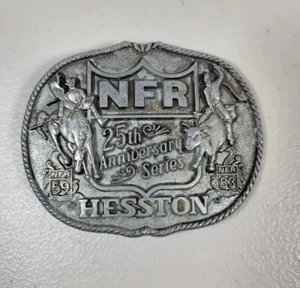 NFR
25th
Anniversary
Series
NFR 59
NFR 83
HESSTON